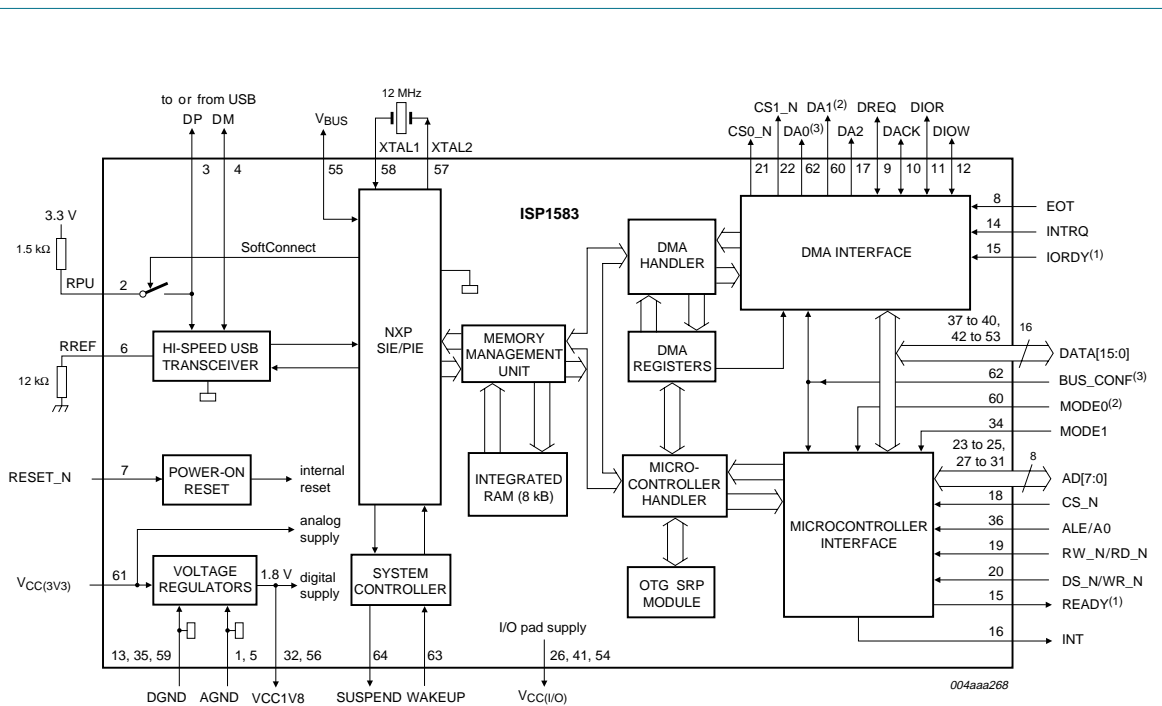 to or from USB
DP DM
VBUS
12 MHz
XTAL1 XTAL2
CS1_N DA1(2) DREQ DIOR
CS0_N DA0(3) DA2 DACK DIOW
3 4 55 58 57 21 22 62 60 17 9 10 11 12
ISP1583
3.3 V
1.5 kΩ
RPU 2
SoftConnect
RREF 6
12 kΩ
HI-SPEED USB
TRANSCEIVER
NXP
SIE/PIE
MEMORY
MANAGEMENT
UNIT
INTEGRATED
RAM (8 kB)
DMA
HANDLER
DMA
REGISTERS
DMA INTERFACE
8 EOT
14 INTRQ
15 IORDY(1)
37 to 40,
42 to 53
16
DATA[15:0]
62 BUS_CONF(3)
60 MODE0(2)
34 MODE1
23 to 25,
27 to 31
8
AD[7:0]
18 CS_N
36 ALE/A0
19 RW_N/RD_N
20 DS_N/WR_N
15 READY(1)
16 INT
MICRO-
CONTROLLER
HANDLER
MICROCONTROLLER
INTERFACE
OTG SRP
MODULE
RESET_N 7
POWER-ON
RESET
internal
reset
analog
supply
VCC(3V3) 61
VOLTAGE
REGULATORS
1.8 V
digital
supply
SYSTEM
CONTROLLER
I/O pad supply
13, 35, 59 1, 5 32, 56 64 63 26, 41, 54
DGND AGND VCC1V8 SUSPEND WAKEUP VCC(I/O)
004aaa268